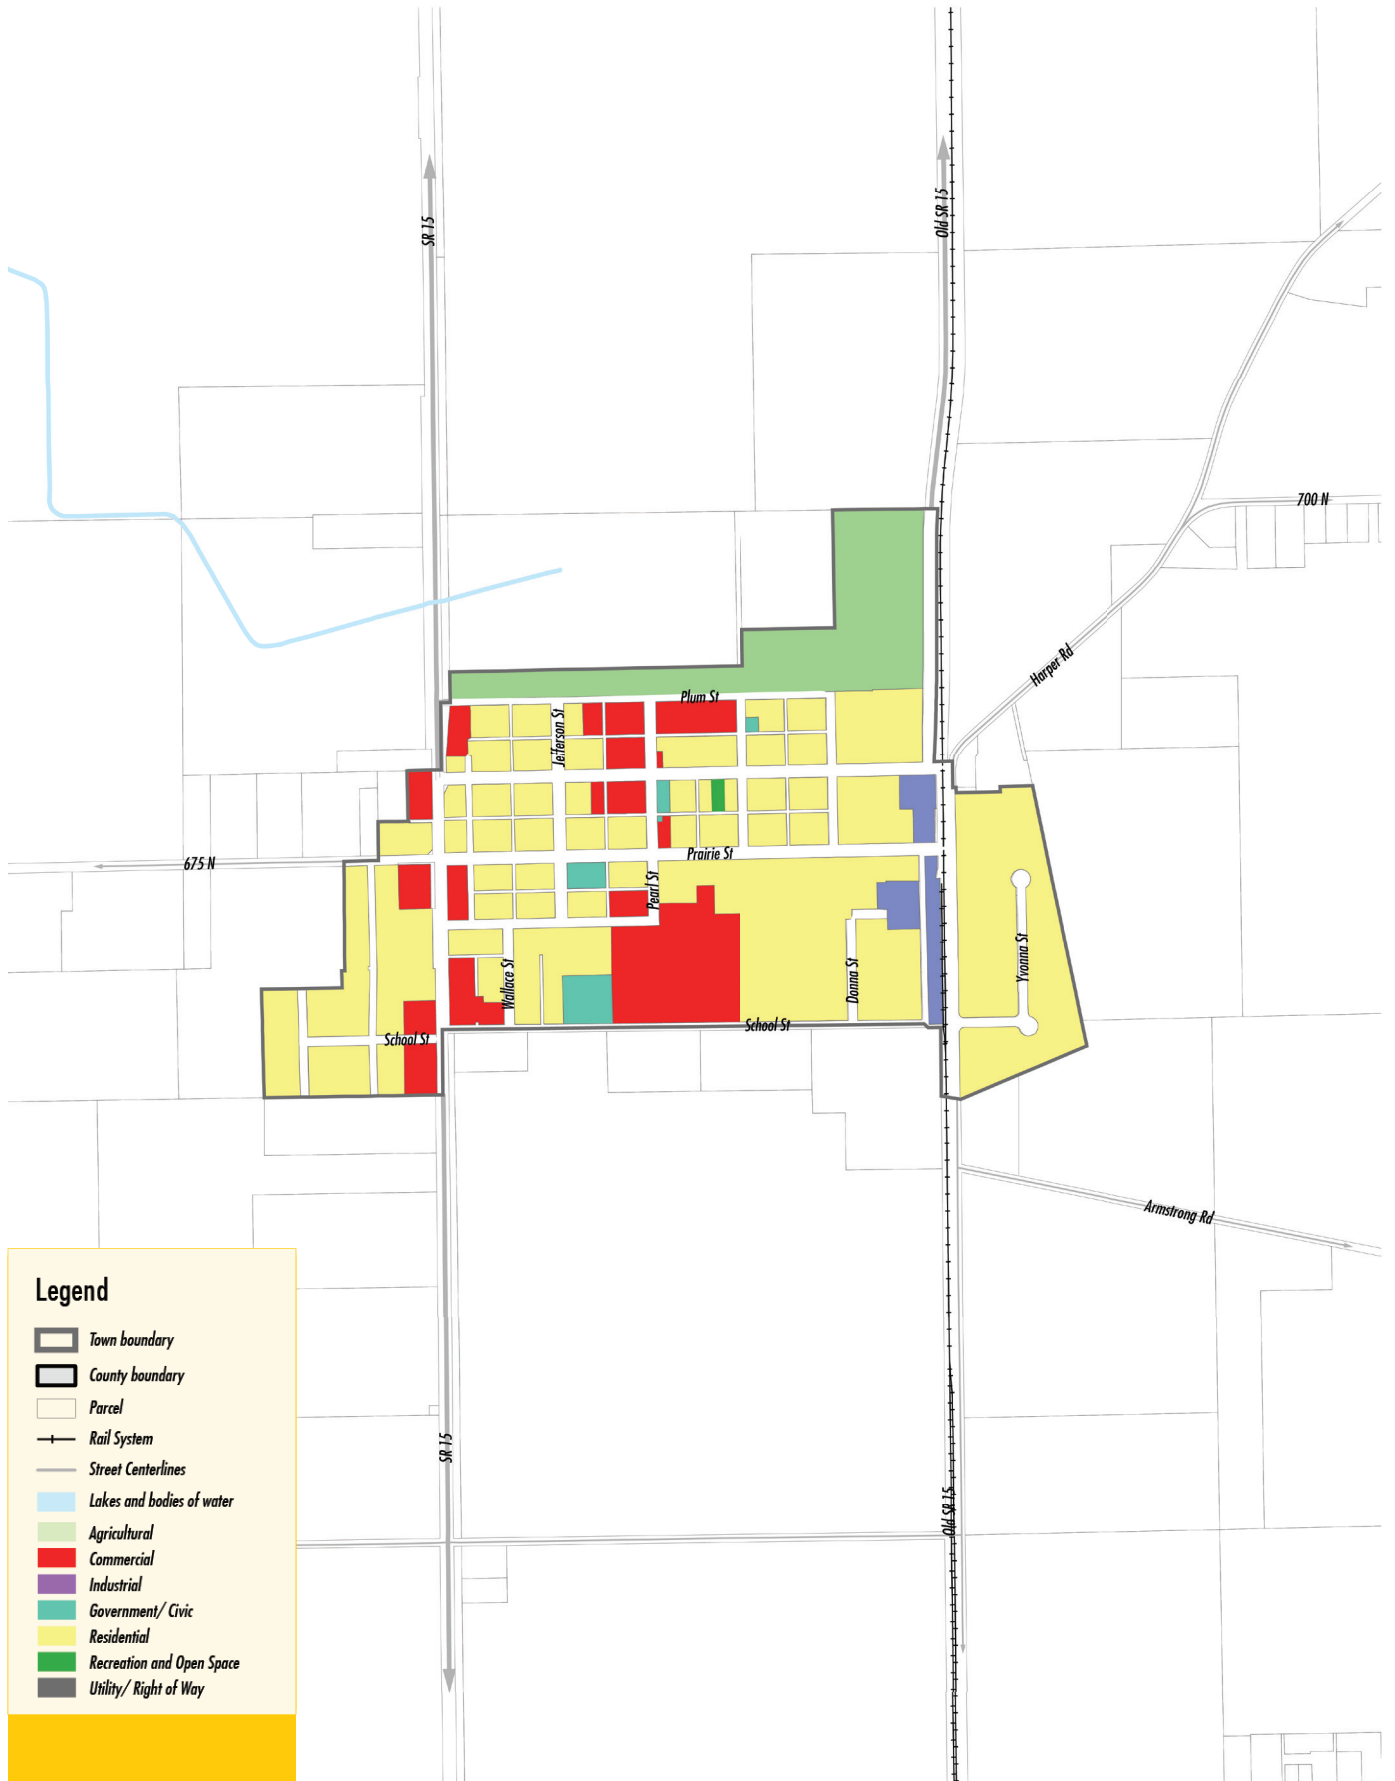 SR 15
Old SR 15
700 N
Harper Rd
Plum St
Jefferson St
Prairie St
675 N
Pearl St
Yvonna St
Donna St
Wallace St
School St
School St
Armstrong Rd
SR 15
Old SR 15
Legend
Town boundary
County boundary
Parcel
Rail System
Street Centerlines
Lakes and bodies of water
Agricultural
Commercial
Industrial
Government/ Civic
Residential
Recreation and Open Space
Utility/ Right of Way